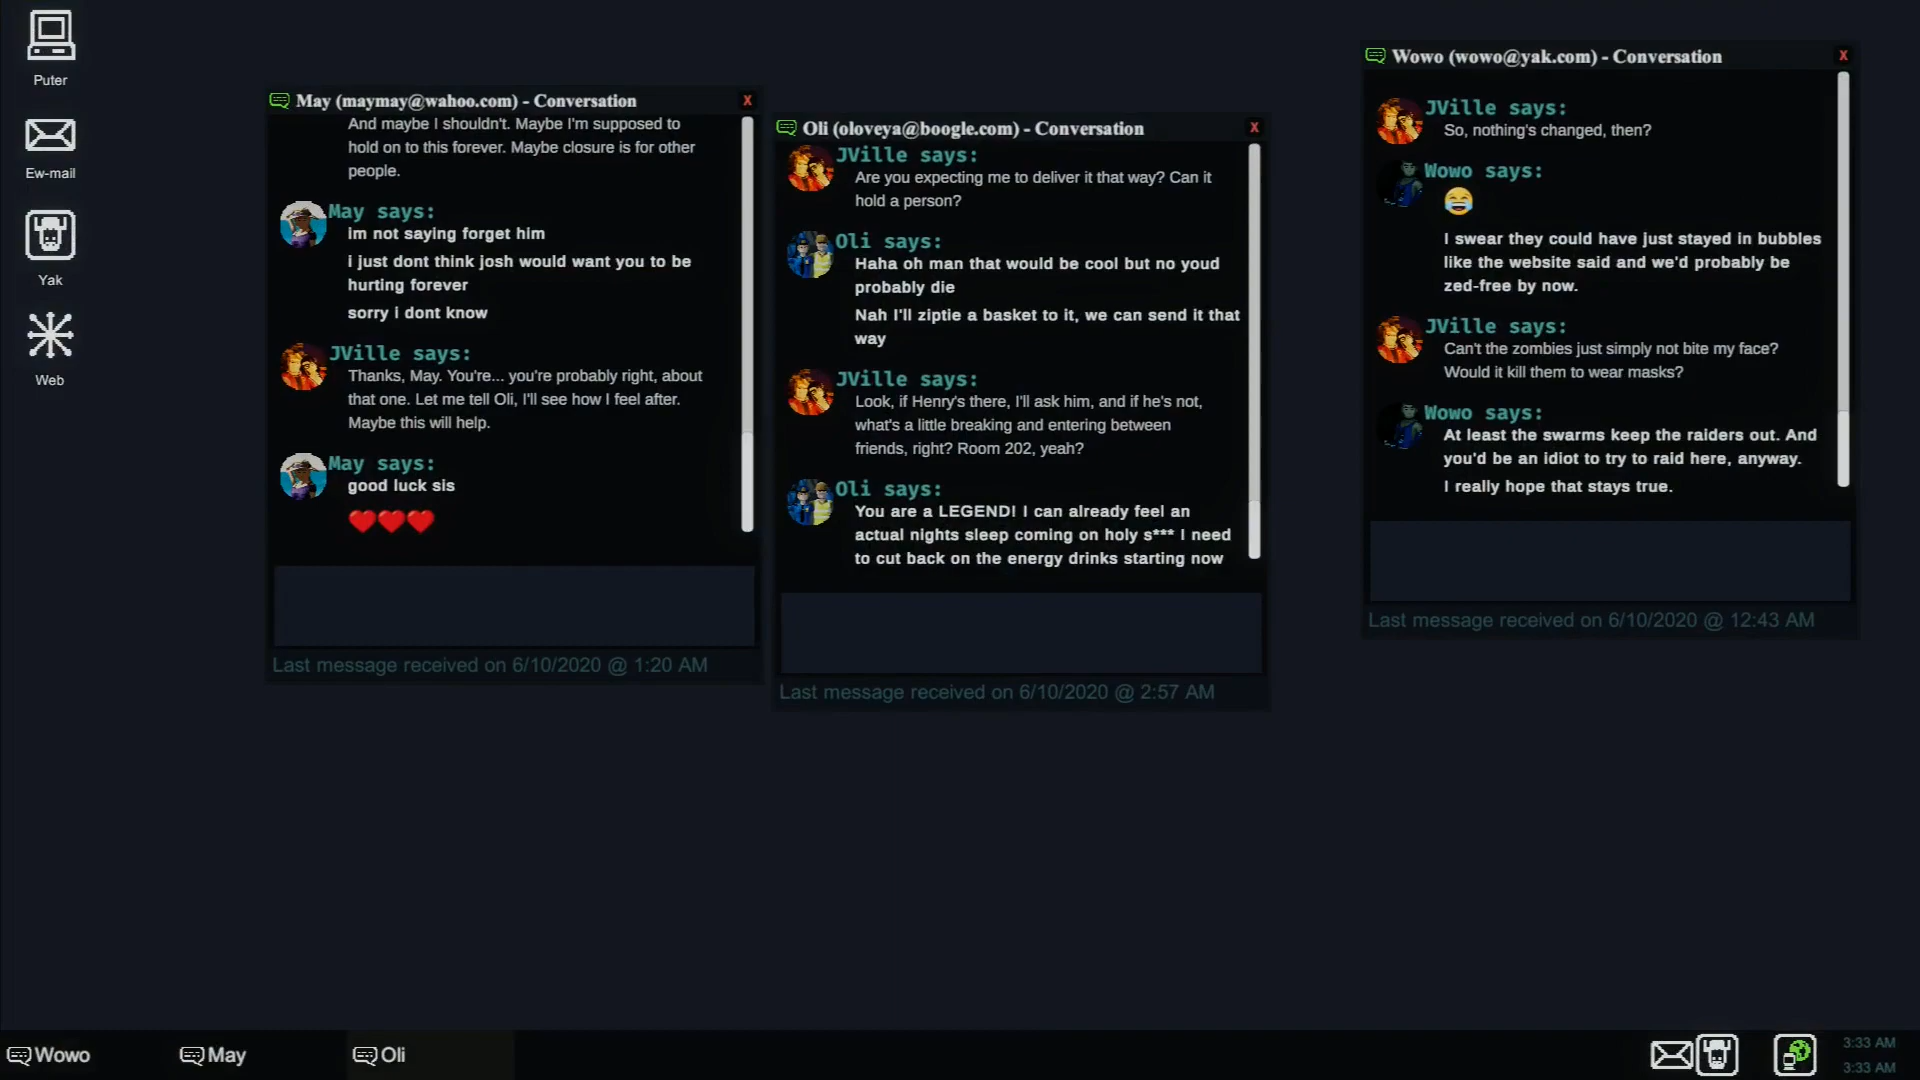 Puter
Ew-mail
Yak
Web
May (maymay@wahoo.com) - Conversation
X
And maybe I shouldn't. Maybe I'm supposed to
hold on to this forever. Maybe closure is for other
people.
May says:
im not saying forget him
i just dont think josh would want you to be
hurting forever
sorry i dont know
JVille says:
Thanks, May. You're... you're probably right, about
that one. Let me tell Oli, I'll see how I feel after.
Maybe this will help.
May says:
good luck sis
Last message received on 6/10/2020 @ 1:20 AM
Oli (oloveya@boogle.com) - Conversation
X
JVille says:
Are you expecting me to deliver it that way? Can it
hold a person?
Oli says:
Haha oh man that would be cool but no youd
probably die
Nah I'll ziptie a basket to it, we can send it that
way
JVille says:
Look, if Henry's there, I'll ask him, and if he's not,
what's a little breaking and entering between
friends, right? Room 202, yeah?
Oli says:
You are a LEGEND! I can already feel an
actual nights sleep coming on holy s*** I need
to cut back on the energy drinks starting now
Last message received on 6/10/2020 @ 2:57 AM
Wowo (wowo@yak.com) - Conversation
X
JVille says:
So, nothing's changed, then?
Wowo says:
😂
I swear they could have just stayed in bubbles
like the website said and we'd probably be
zed-free by now.
JVille says:
Can't the zombies just simply not bite my face?
Would it kill them to wear masks?
Wowo says:
At least the swarms keep the raiders out. And
you'd be an idiot to try to raid here, anyway.
I really hope that stays true.
Last message received on 6/10/2020 @ 12:43 AM
Wowo
May
Oli
3:33 AM
3:33 AM